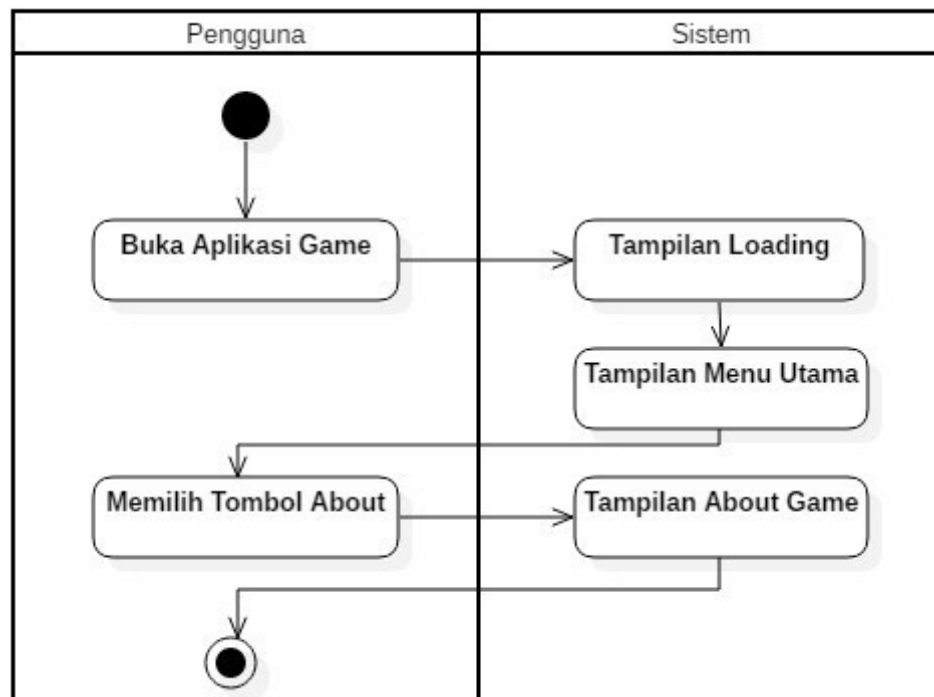 Pengguna
Sistem
Buka Aplikasi Game
Tampilan Loading
Tampilan Menu Utama
Memilih Tombol About
Tampilan About Game